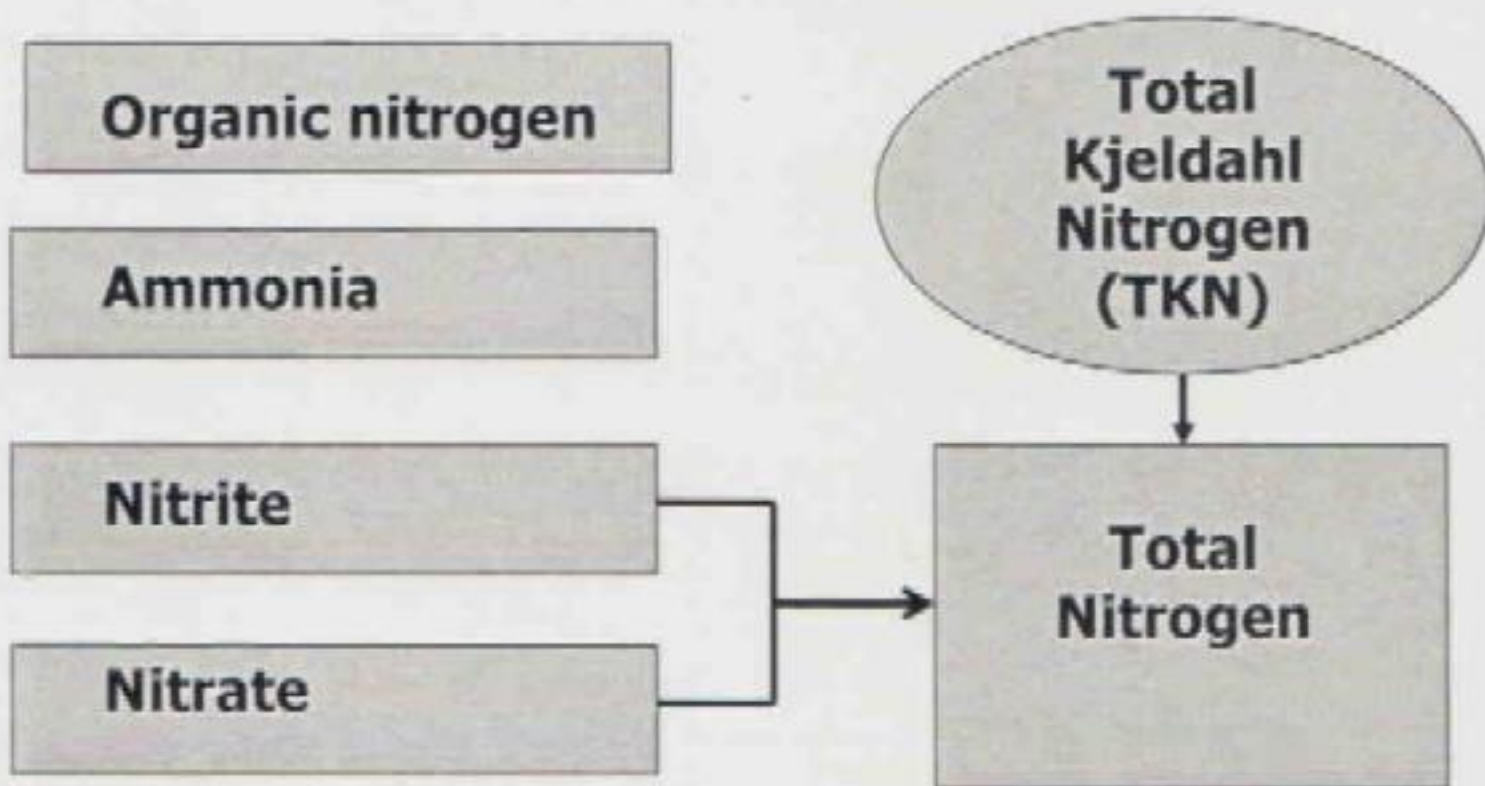 Organic nitrogen
Ammonia
Nitrite
Nitrate
Total
Kjeldahl
Nitrogen
(TKN)
Total
Nitrogen